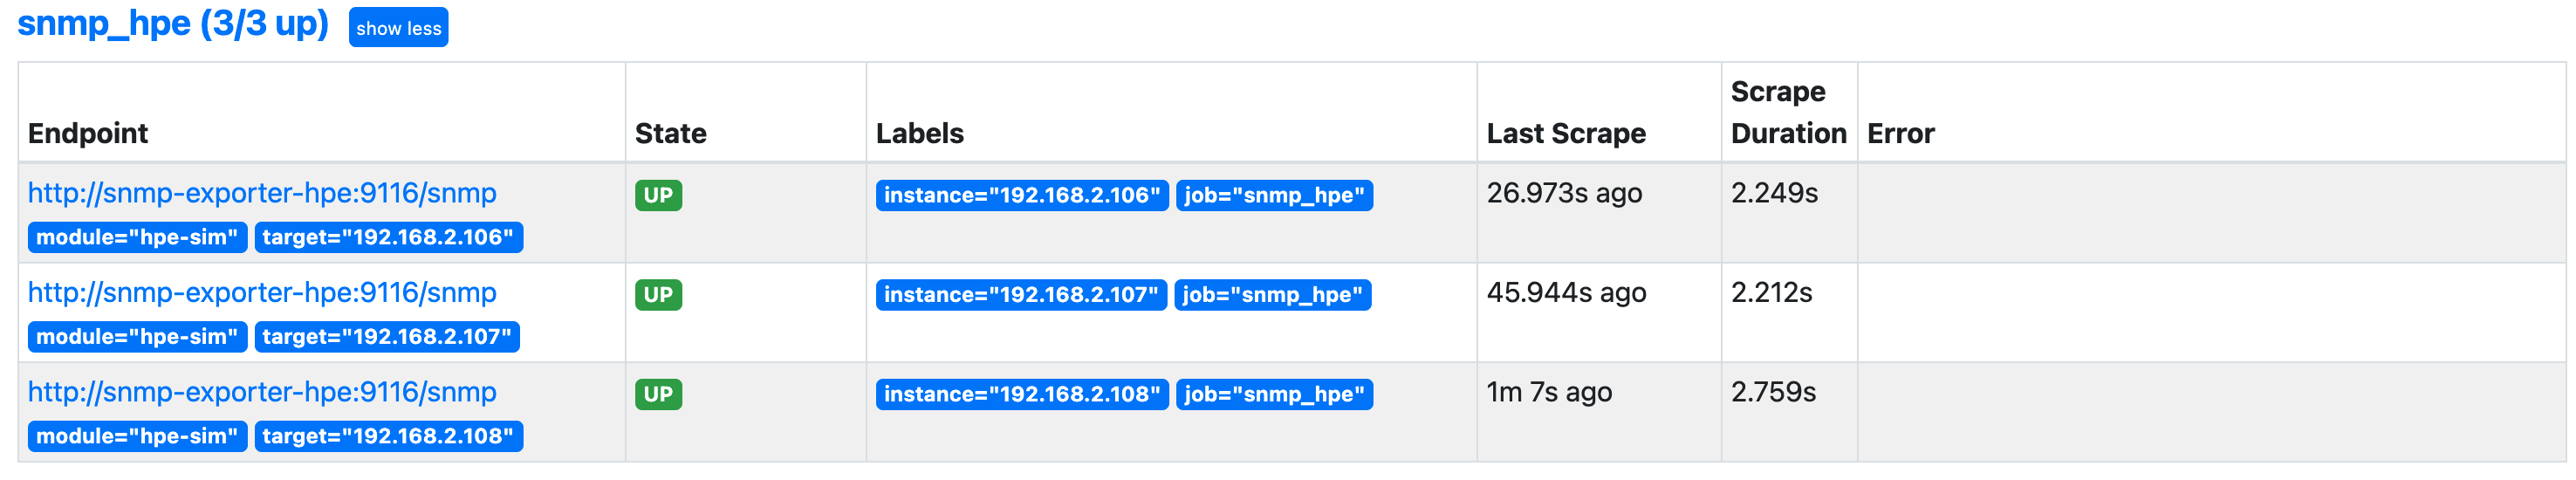 snmp_hpe (3/3 up) show less
Endpoint State Labels Last Scrape Scrape Duration Error
http://snmp-exporter-hpe:9116/snmp UP instance="192.168.2.106" job="snmp_hpe" 26.973s ago 2.249s
module="hpe-sim" target="192.168.2.106"
http://snmp-exporter-hpe:9116/snmp UP instance="192.168.2.107" job="snmp_hpe" 45.944s ago 2.212s
module="hpe-sim" target="192.168.2.107"
http://snmp-exporter-hpe:9116/snmp UP instance="192.168.2.108" job="snmp_hpe" 1m 7s ago 2.759s
module="hpe-sim" target="192.168.2.108"